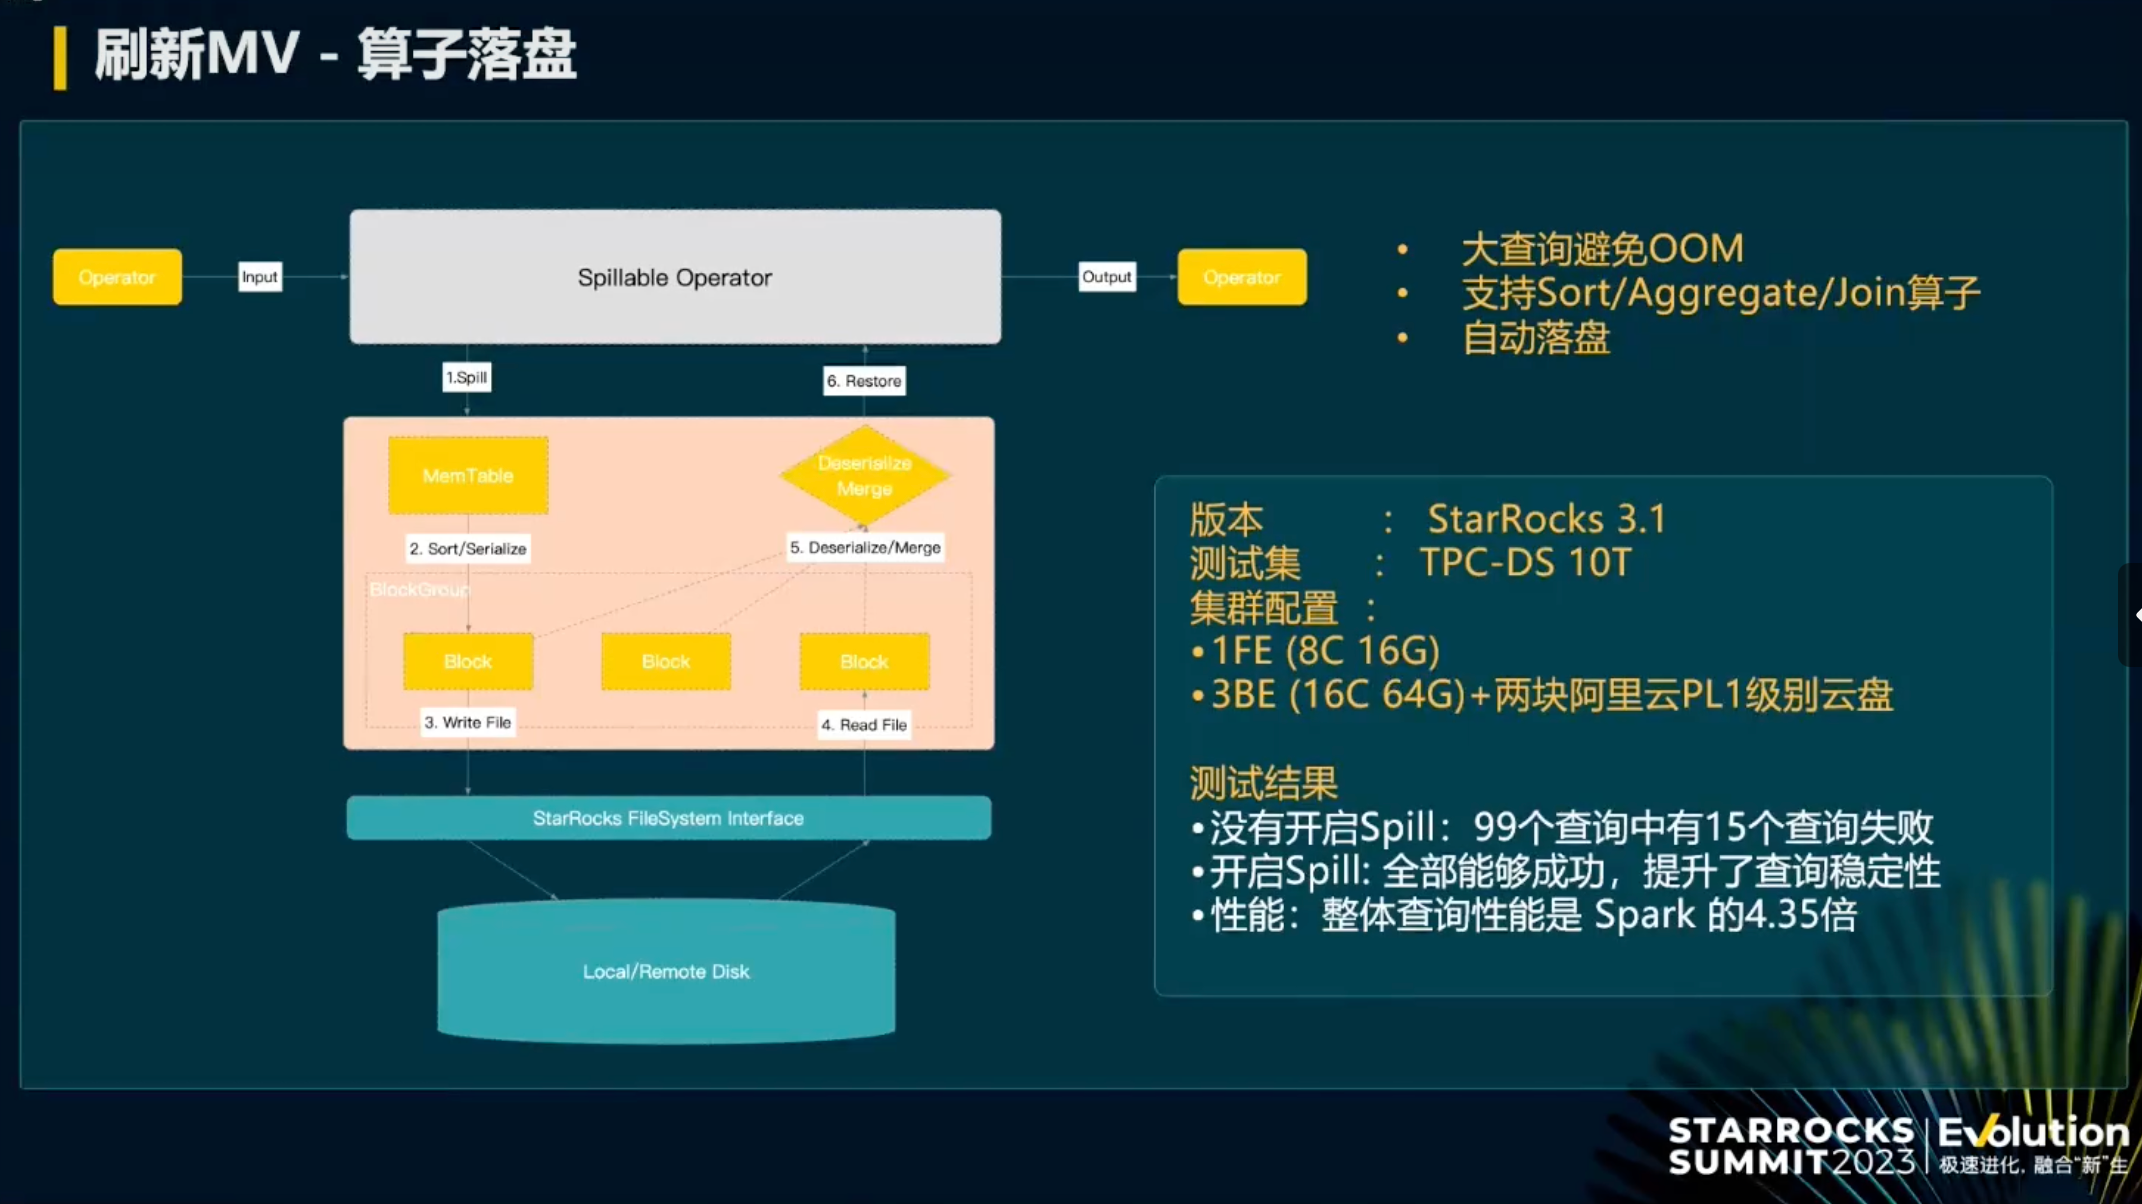 刷新MV - 算子落盘
Operator
Input
Spillable Operator
Output
Operator
1.Spill
6. Restore
MemTable
Deserialize
Merge
2. Sort/Serialize
5. Deserialize/Merge
BlockGroup
Block
Block
Block
3. Write File
4. Read File
StarRocks FileSystem Interface
Local/Remote Disk
• 大查询避免OOM
• 支持Sort/Aggregate/Join算子
• 自动落盘
版本 : StarRocks 3.1
测试集 : TPC-DS 10T
集群配置 :
•1FE (8C 16G)
•3BE (16C 64G)+两块阿里云PL1级别云盘
测试结果
•没有开启Spill：99个查询中有15个查询失败
•开启Spill: 全部能够成功，提升了查询稳定性
•性能：整体查询性能是 Spark 的4.35倍
STARROCKS
SUMMIT2023
Evolution
极速进化, 融合“新”生